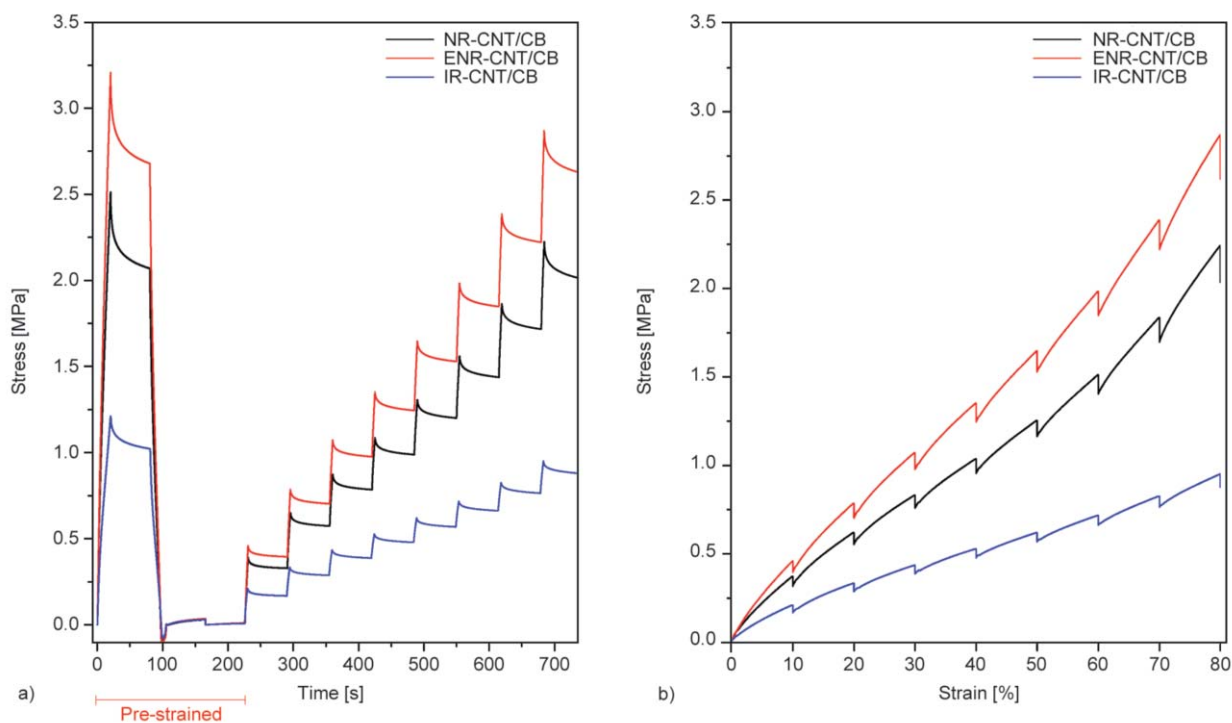 3.5
3.0
2.5
2.0
1.5
1.0
0.5
0.0
Stress [MPa]
NR-CNT/CB
ENR-CNT/CB
IR-CNT/CB
0 100 200 300 400 500 600 700
a)
Time [s]
Pre-strained
3.5
3.0
2.5
2.0
1.5
1.0
0.5
0.0
Stress [MPa]
NR-CNT/CB
ENR-CNT/CB
IR-CNT/CB
0 10 20 30 40 50 60 70 80
b)
Strain [%]